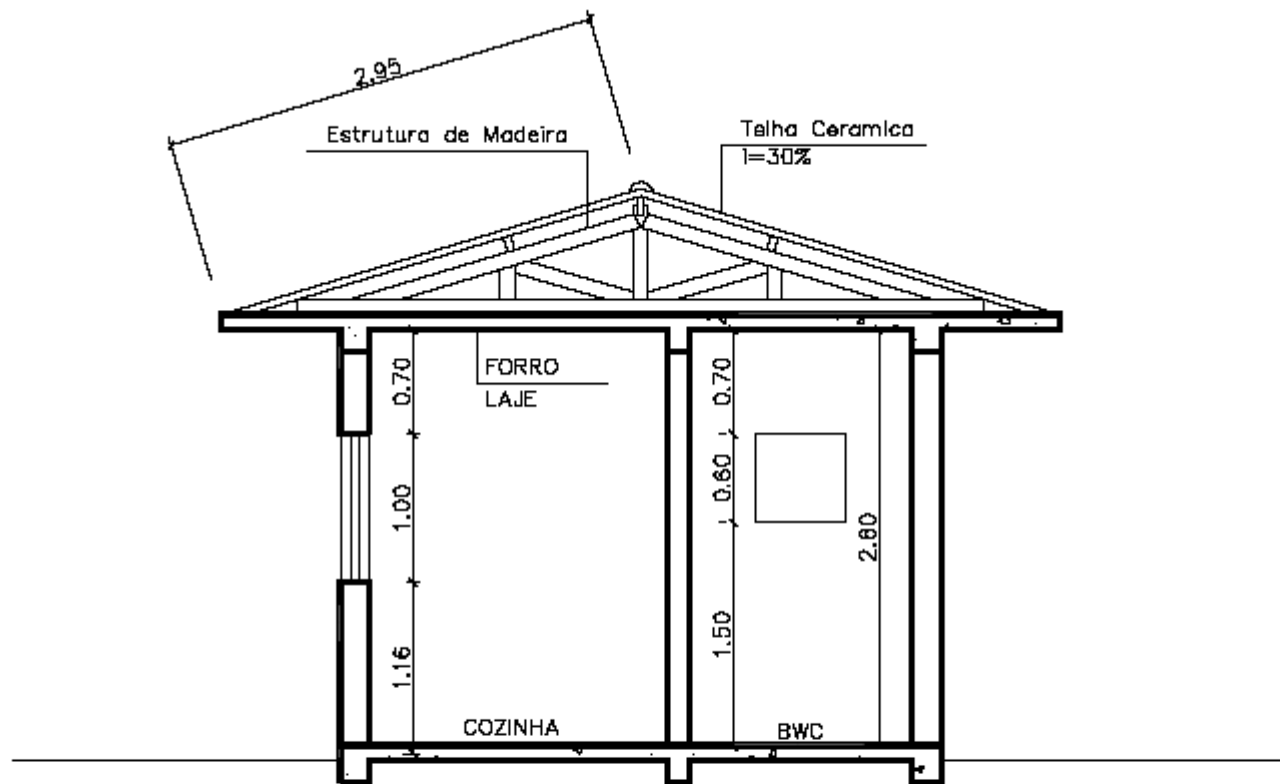 2.95
Estrutura de Madeira
Telha Ceramica
I=30%
0.70
FORRO
LAJE
0.70
1.00
0.60
2.80
1.16
1.50
COZINHA
BWC